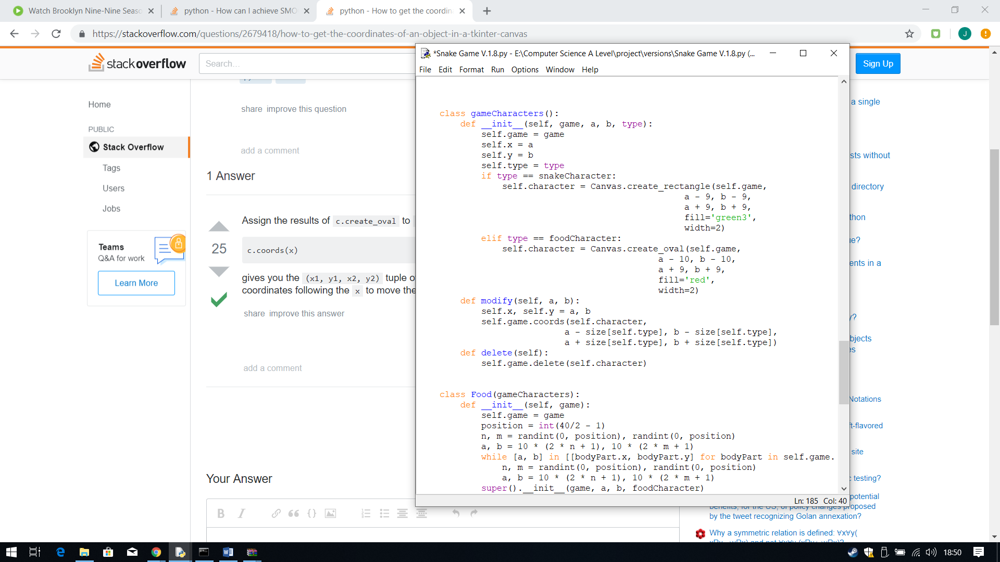 Watch Brooklyn Nine-Nine Seaso
python - How can I achieve SMO
python - How to get the coordin
https://stackoverflow.com/questions/2679418/how-to-get-the-coordinates-of-an-object-in-a-tkinter-canvas
J
stackoverflow
Search…
Sign Up
Home
PUBLIC
Stack Overflow
Tags
Users
Jobs
Teams
Q&A for work
Learn More
share improve this question
add a comment
1 Answer
25
Assign the results of c.create_oval to
c.coords(x)
gives you the (x1, y1, x2, y2) tuple o
coordinates following the x to move the
share improve this answer
add a comment
Your Answer
B I
*Snake Game V.1.8.py - E:\Computer Science A Level\project\versions\Snake Game V.1.8.py (...
File Edit Format Run Options Window Help
class gameCharacters():
    def __init__(self, game, a, b, type):
        self.game = game
        self.x = a
        self.y = b
        self.type = type
        if type == snakeCharacter:
            self.character = Canvas.create_rectangle(self.game,
                                               a - 9, b - 9,
                                               a + 9, b + 9,
                                               fill='green3',
                                               width=2)
        elif type == foodCharacter:
            self.character = Canvas.create_oval(self.game,
                                          a - 10, b - 10,
                                          a + 9, b + 9,
                                          fill='red',
                                          width=2)
    def modify(self, a, b):
        self.x, self.y = a, b
        self.game.coords(self.character,
                        a - size[self.type], b - size[self.type],
                        a + size[self.type], b + size[self.type])
    def delete(self):
        self.game.delete(self.character)
class Food(gameCharacters):
    def __init__(self, game):
        self.game = game
        position = int(40/2 - 1)
        n, m = randint(0, position), randint(0, position)
        a, b = 10 * (2 * n + 1), 10 * (2 * m + 1)
        while [a, b] in [[bodyPart.x, bodyPart.y] for bodyPart in self.game.
            n, m = randint(0, position), randint(0, position)
            a, b = 10 * (2 * n + 1), 10 * (2 * m + 1)
        super().__init__(game, a, b, foodCharacter)
Ln: 185 Col: 40
a single
sts without
directory
thon
ents in a
Notations
ft-flavored
site
testing?
potential
benefits, for the US, of policy changes proposed
by the tweet recognizing Golan annexation?
Why a symmetric relation is defined: ∀x∀y(
18:50